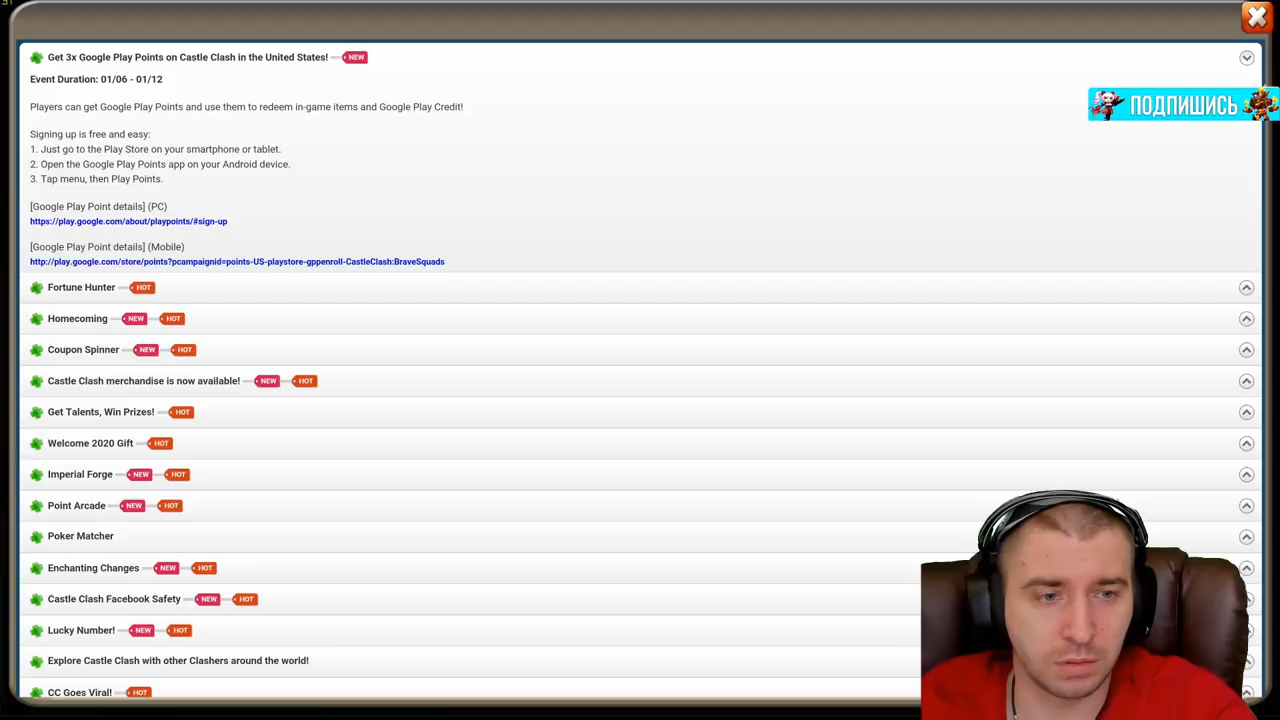 Get 3x Google Play Points on Castle Clash in the United States! NEW
Event Duration: 01/06 - 01/12
ПОДПИШИСЬ
Players can get Google Play Points and use them to redeem in-game items and Google Play Credit!
Signing up is free and easy:
1. Just go to the Play Store on your smartphone or tablet.
2. Open the Google Play Points app on your Android device.
3. Tap menu, then Play Points.
[Google Play Point details] (PC)
https://play.google.com/about/playpoints/#sign-up
[Google Play Point details] (Mobile)
http://play.google.com/store/points?pcampaignid=points-US-playstore-gppenroll-CastleClash:BraveSquads
Fortune Hunter HOT
Homecoming NEW HOT
Coupon Spinner NEW HOT
Castle Clash merchandise is now available! NEW HOT
Get Talents, Win Prizes! HOT
Welcome 2020 Gift HOT
Imperial Forge NEW HOT
Point Arcade NEW HOT
Poker Matcher
Enchanting Changes NEW HOT
Castle Clash Facebook Safety NEW HOT
Lucky Number! NEW HOT
Explore Castle Clash with other Clashers around the world!
CC Goes Viral! HOT